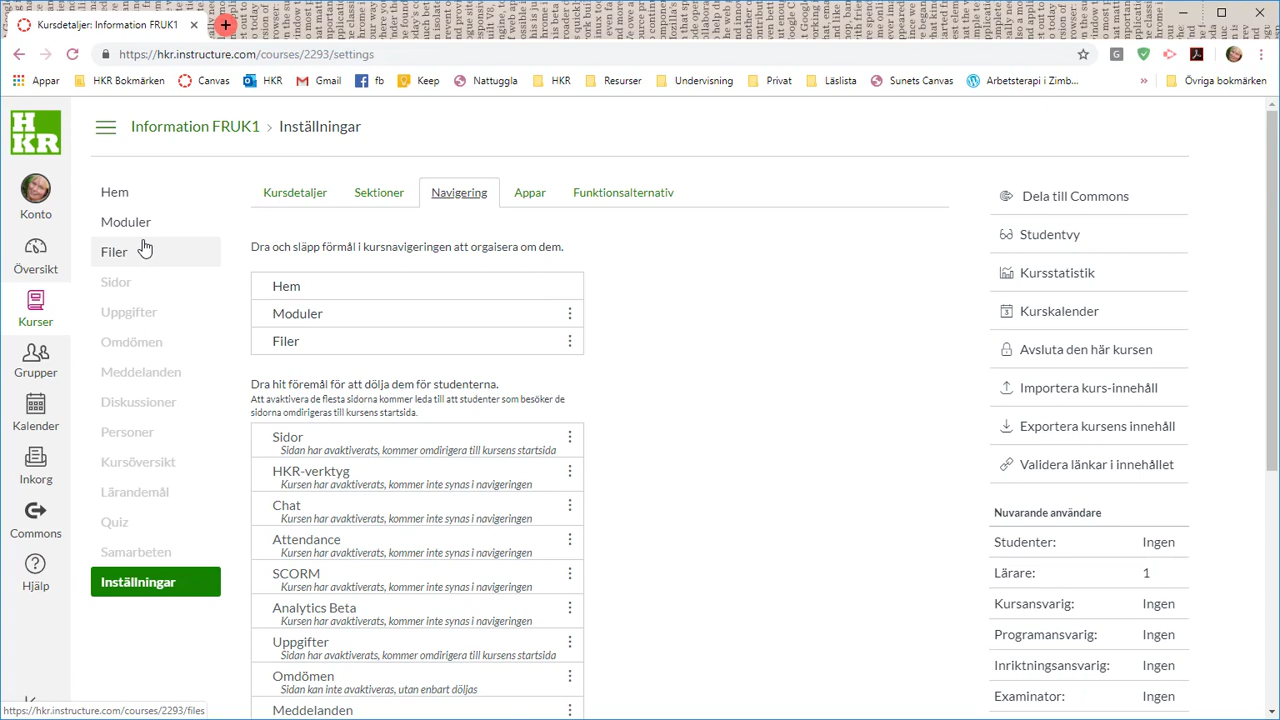 Kursdetaljer: Information FRUK1
https://hkr.instructure.com/courses/2293/settings
Appar
HKR Bokmärken
Canvas
HKR
Gmail
fb
Keep
Nattuggla
HKR
Resurser
Undervisning
Privat
Läslista
Sunets Canvas
Arbetsterapi i Zimb...
»
Övriga bokmärken
H
KR
Information FRUK1 › Inställningar
Konto
Översikt
Kurser
Grupper
Kalender
Inkorg
Commons
Hjälp
Hem
Moduler
Filer
Sidor
Uppgifter
Omdömen
Meddelanden
Diskussioner
Personer
Kursöversikt
Lärandemål
Quiz
Samarbeten
Inställningar
Kursdetaljer
Sektioner
Navigering
Appar
Funktionsalternativ
Dra och släpp förmål i kursnavigeringen att orgaisera om dem.
Hem
Moduler
Filer
Dra hit föremål för att dölja dem för studenterna.
Att avaktivera de flesta sidorna kommer leda till att studenter som besöker de
sidorna omdirigeras till kursens startsida.
Sidor
Sidan har avaktiverats, kommer omdirigera till kursens startsida
HKR-verktyg
Kursen har avaktiverats, kommer inte synas i navigeringen
Chat
Kursen har avaktiverats, kommer inte synas i navigeringen
Attendance
Kursen har avaktiverats, kommer inte synas i navigeringen
SCORM
Kursen har avaktiverats, kommer inte synas i navigeringen
Analytics Beta
Kursen har avaktiverats, kommer inte synas i navigeringen
Uppgifter
Sidan har avaktiverats, kommer omdirigera till kursens startsida
Omdömen
Sidan kan inte avaktiveras, utan enbart döljas
Meddelanden
Dela till Commons
Studentvy
Kursstatistik
Kurskalender
Avsluta den här kursen
Importera kurs-innehåll
Exportera kursens innehåll
Validera länkar i innehållet
Nuvarande användare
Studenter: Ingen
Lärare: 1
Kursansvarig: Ingen
Programansvarig: Ingen
Inriktningsansvarig: Ingen
Examinator: Ingen
https://hkr.instructure.com/courses/2293/files